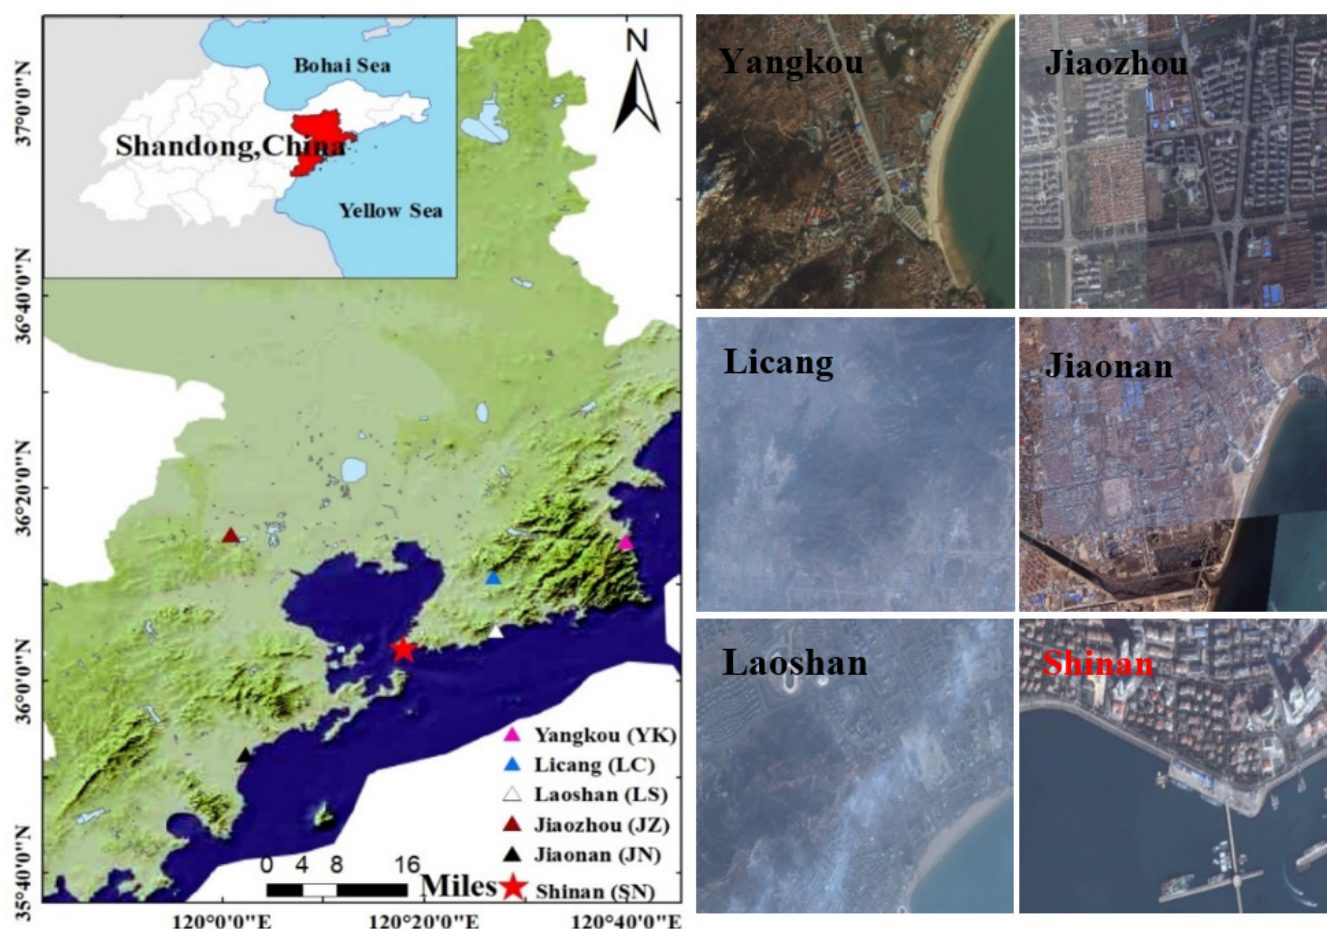 Bohai Sea
Shandong,China
Yellow Sea
N
37°0'0"N
36°40'0"N
36°20'0"N
36°0'0"N
35°40'0"N
Yangkou (YK)
Licang (LC)
Laoshan (LS)
Jiaozhou (JZ)
Jiaonan (JN)
Shinan (SN)
0 4 8 16
Miles
120°0'0"E 120°20'0"E 120°40'0"E
Yangkou
Jiaozhou
Licang
Jiaonan
Laoshan
Shinan